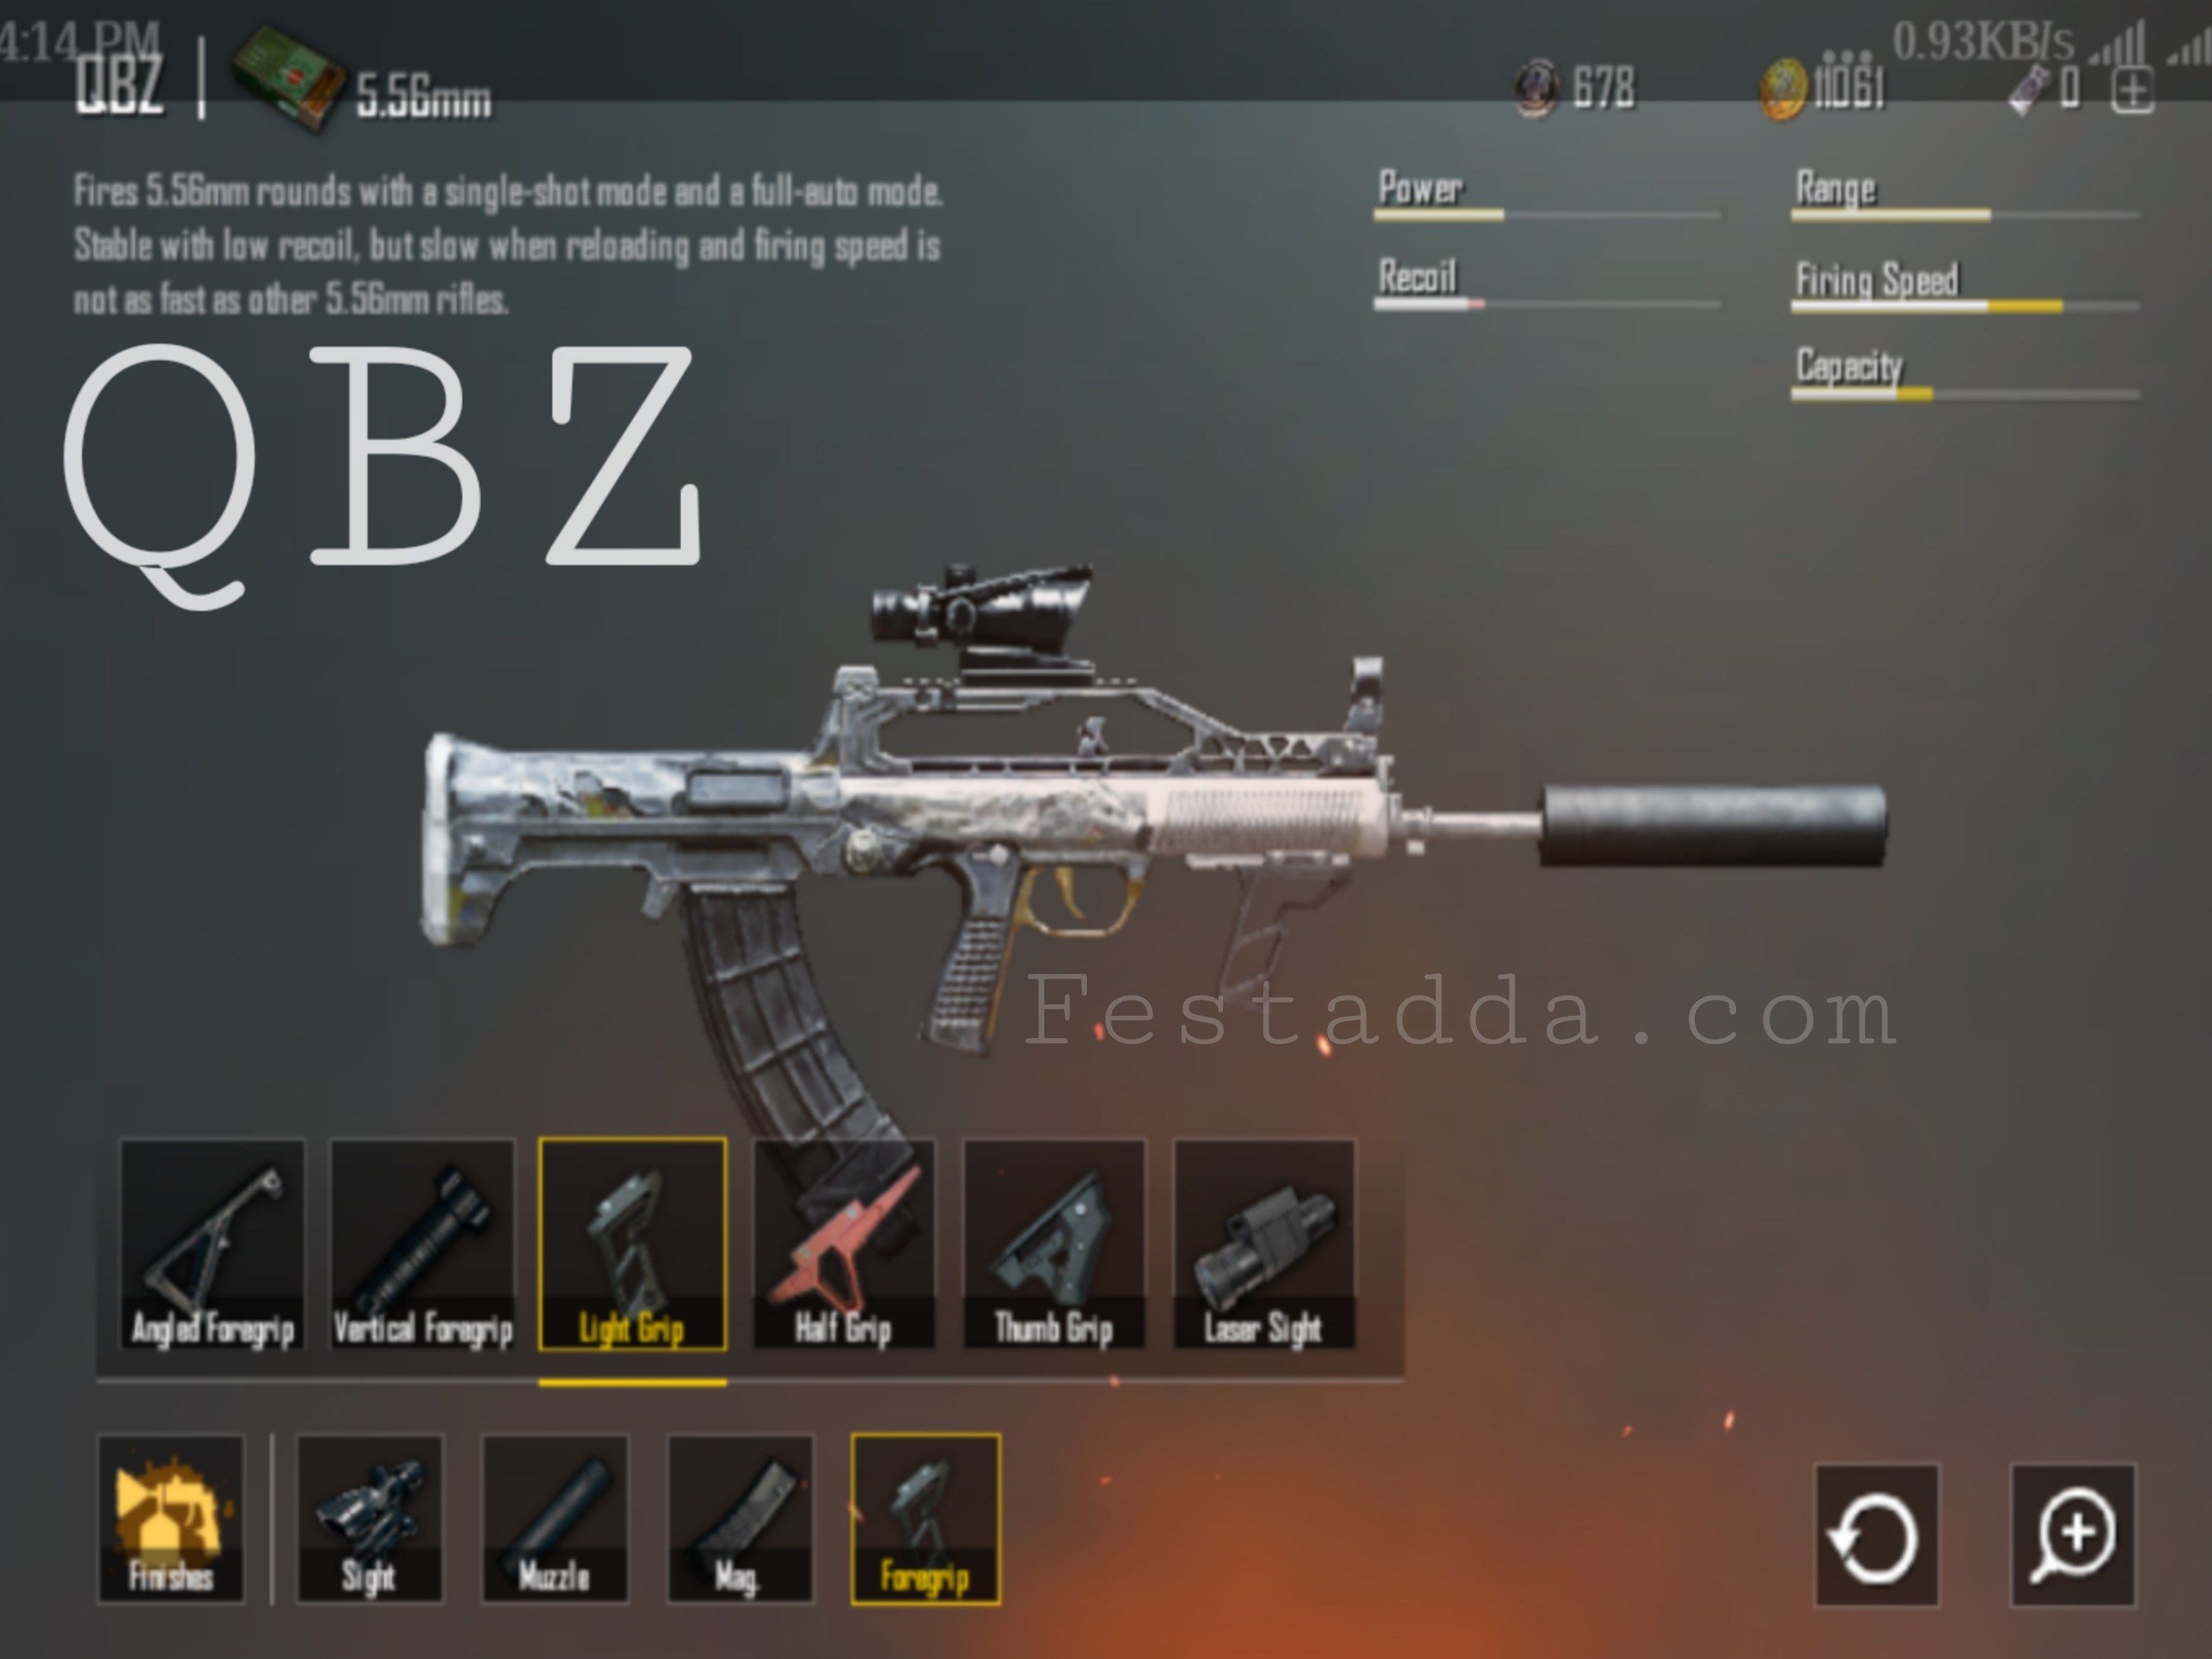 4:14 PM
0.93KB/s
QBZ
5.56mm
678
11061
0
Fires 5.56mm rounds with a single-shot mode and a full-auto mode.
Stable with low recoil, but slow when reloading and firing speed is
not as fast as other 5.56mm rifles.
Power
Range
Recoil
Firing Speed
Capacity
QBZ
Festadda.com
Angled Foregrip
Vertical Foregrip
Light Grip
Half Grip
Thumb Grip
Laser Sight
Finishes
Sight
Muzzle
Mag.
Foregrip